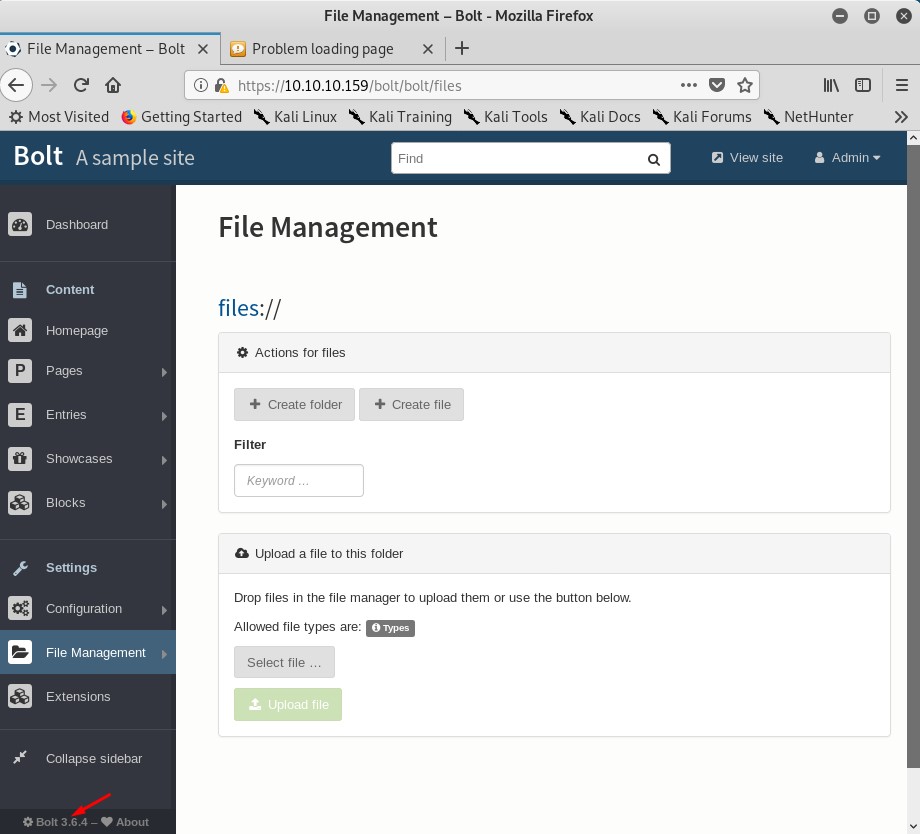 File Management – Bolt - Mozilla Firefox
File Management – Bolt
Problem loading page
https://10.10.10.159/bolt/bolt/files
Most Visited Getting Started Kali Linux Kali Training Kali Tools Kali Docs Kali Forums NetHunter
Bolt A sample site
Find
View site
Admin
Dashboard
Content
Homepage
P Pages
E Entries
Showcases
Blocks
Settings
Configuration
File Management
Extensions
Collapse sidebar
Bolt 3.6.4 – About
File Management
files://
Actions for files
Create folder Create file
Filter
Keyword …
Upload a file to this folder
Drop files in the file manager to upload them or use the button below.
Allowed file types are: Types
Select file …
Upload file